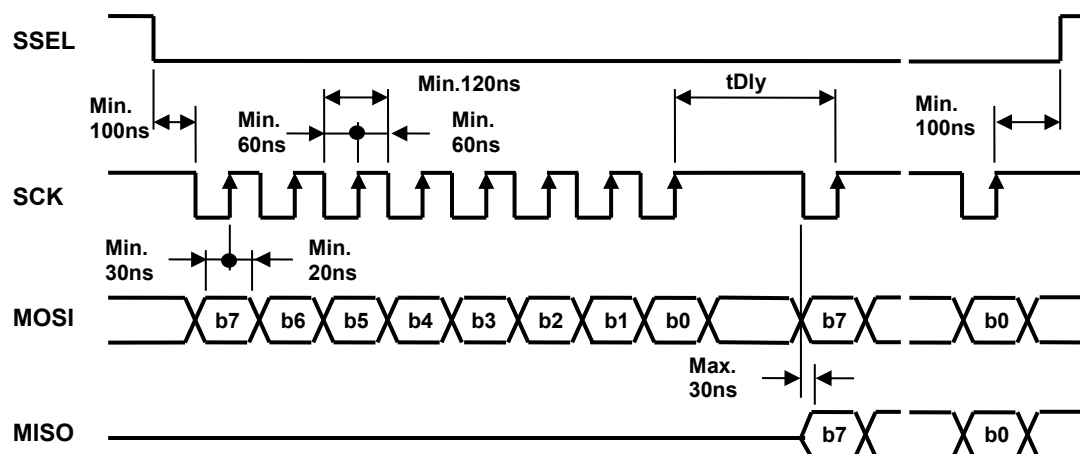 SSEL
Min.
100ns
Min.120ns
tDly
Min.
100ns
Min.
60ns
Min.
60ns
SCK
Min.
30ns
Min.
20ns
MOSI
b7 b6 b5 b4 b3 b2 b1 b0 b7 b0
Max.
30ns
MISO
b7 b0